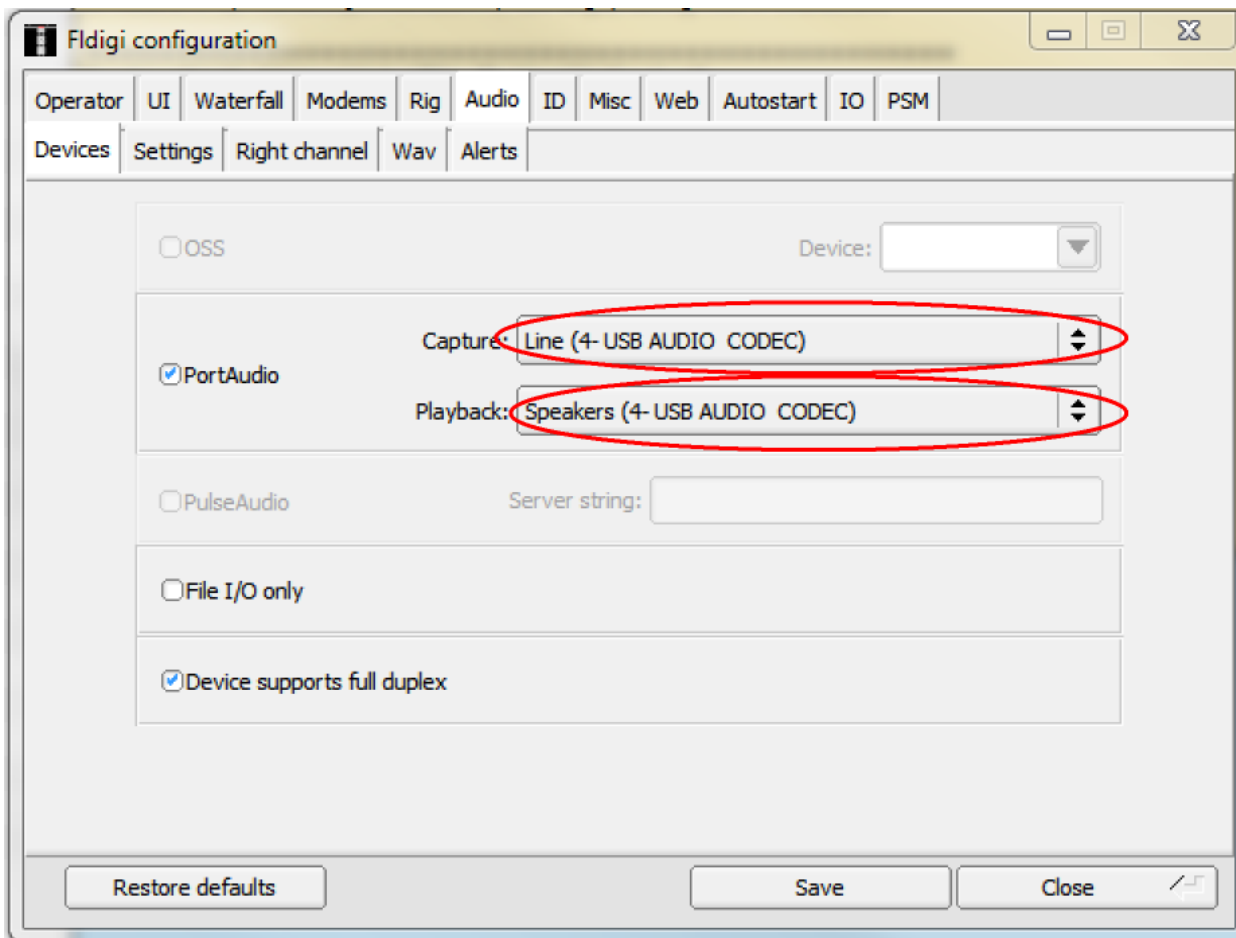 Fldigi configuration
Operator UI Waterfall Modems Rig Audio ID Misc Web Autostart IO PSM
Devices Settings Right channel Wav Alerts
OSS Device:
Capture: Line (4- USB AUDIO CODEC)
PortAudio
Playback: Speakers (4- USB AUDIO CODEC)
PulseAudio Server string:
File I/O only
Device supports full duplex
Restore defaults Save Close